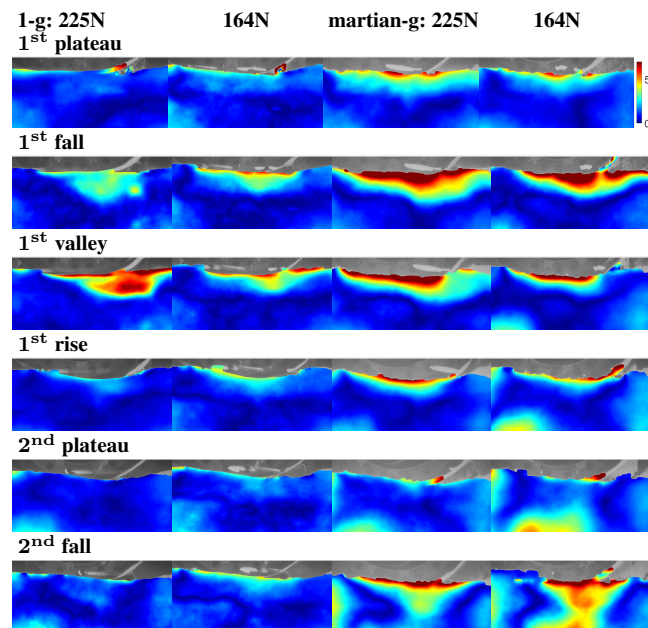 1-g: 225N 164N martian-g: 225N 164N
1st plateau
5
0
1st fall
1st valley
1st rise
2nd plateau
2nd fall